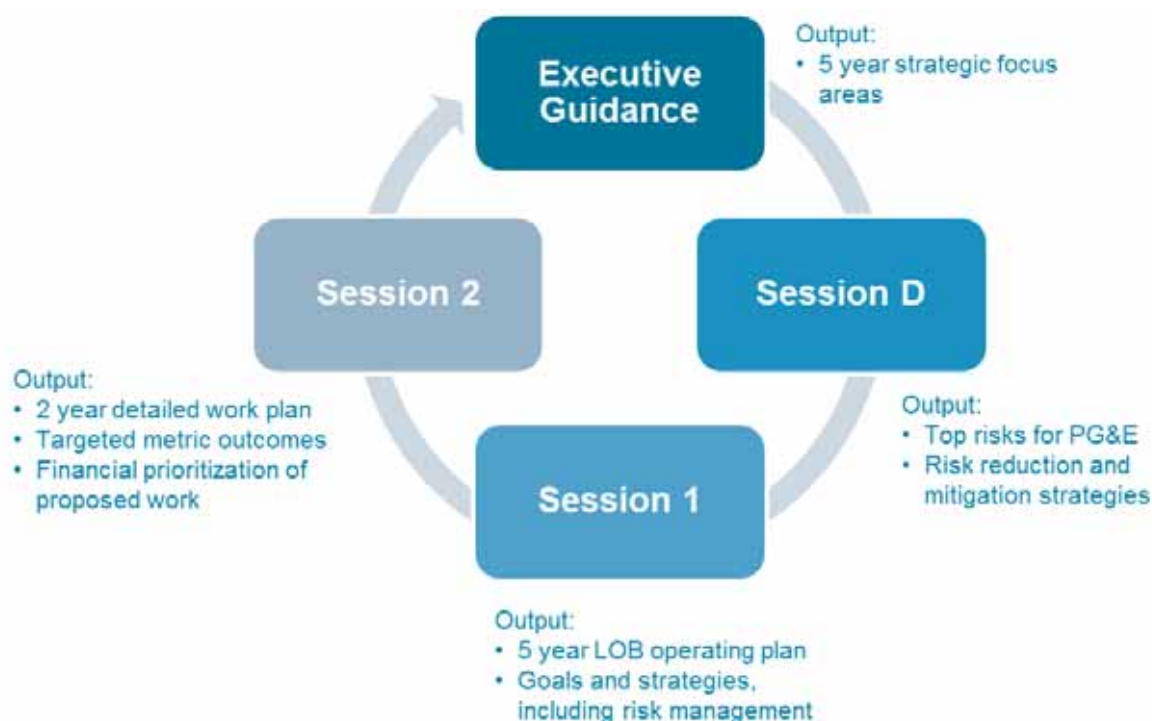 Executive
Guidance
Output:
• 5 year strategic focus
areas
Session D
Output:
• Top risks for PG&E
• Risk reduction and
mitigation strategies
Session 1
Output:
• 5 year LOB operating plan
• Goals and strategies,
including risk management
Session 2
Output:
• 2 year detailed work plan
• Targeted metric outcomes
• Financial prioritization of
proposed work